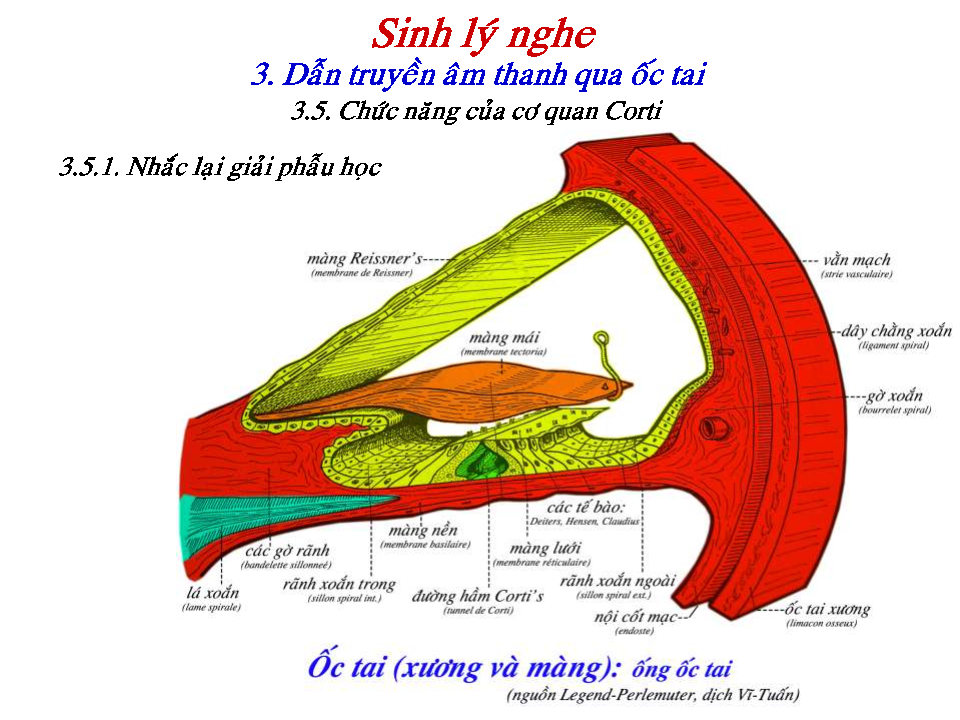 Sinh lý nghe
3. Dẫn truyền âm thanh qua ốc tai
3.5. Chức năng của cơ quan Corti
3.5.1. Nhắc lại giải phẫu học
màng Reissner's
(membrane de Reissner)
vằn mạch
(strie vasculaire)
dây chằng xoắn
(ligament spiral)
màng mái
(membrane tectoria)
gờ xoắn
(bourrelet spiral)
các tế bào:
Deiters, Hensen, Claudius
màng nền
(membrane basilaire)
màng lưới
(membrane réticulaire)
các gờ rãnh
(bandelette sillonneé)
rãnh xoắn trong
(sillon spiral int.)
rãnh xoắn ngoài
(sillon spiral ext.)
lá xoắn
(lame spirale)
đường hầm Corti's
(tunnel de Corti)
nội cốt mạc
(endoste)
ốc tai xương
(limacon osseux)
Ốc tai (xương và màng): ống ốc tai
(nguồn Legend-Perlemuter, dịch Vĩ-Tuấn)